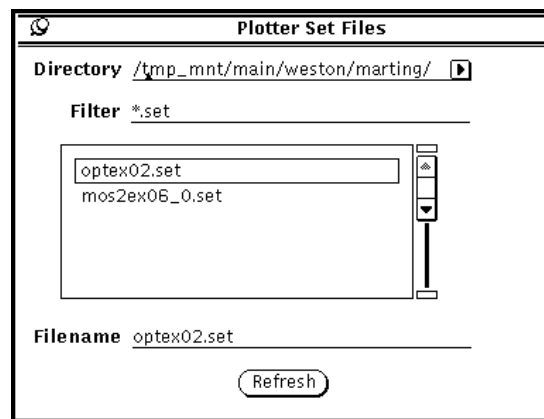 Plotter Set Files
Directory /tmp_mnt/main/weston/marting/
Filter *.set
optex02.set
mos2ex06_0.set
Filename optex02.set
Refresh